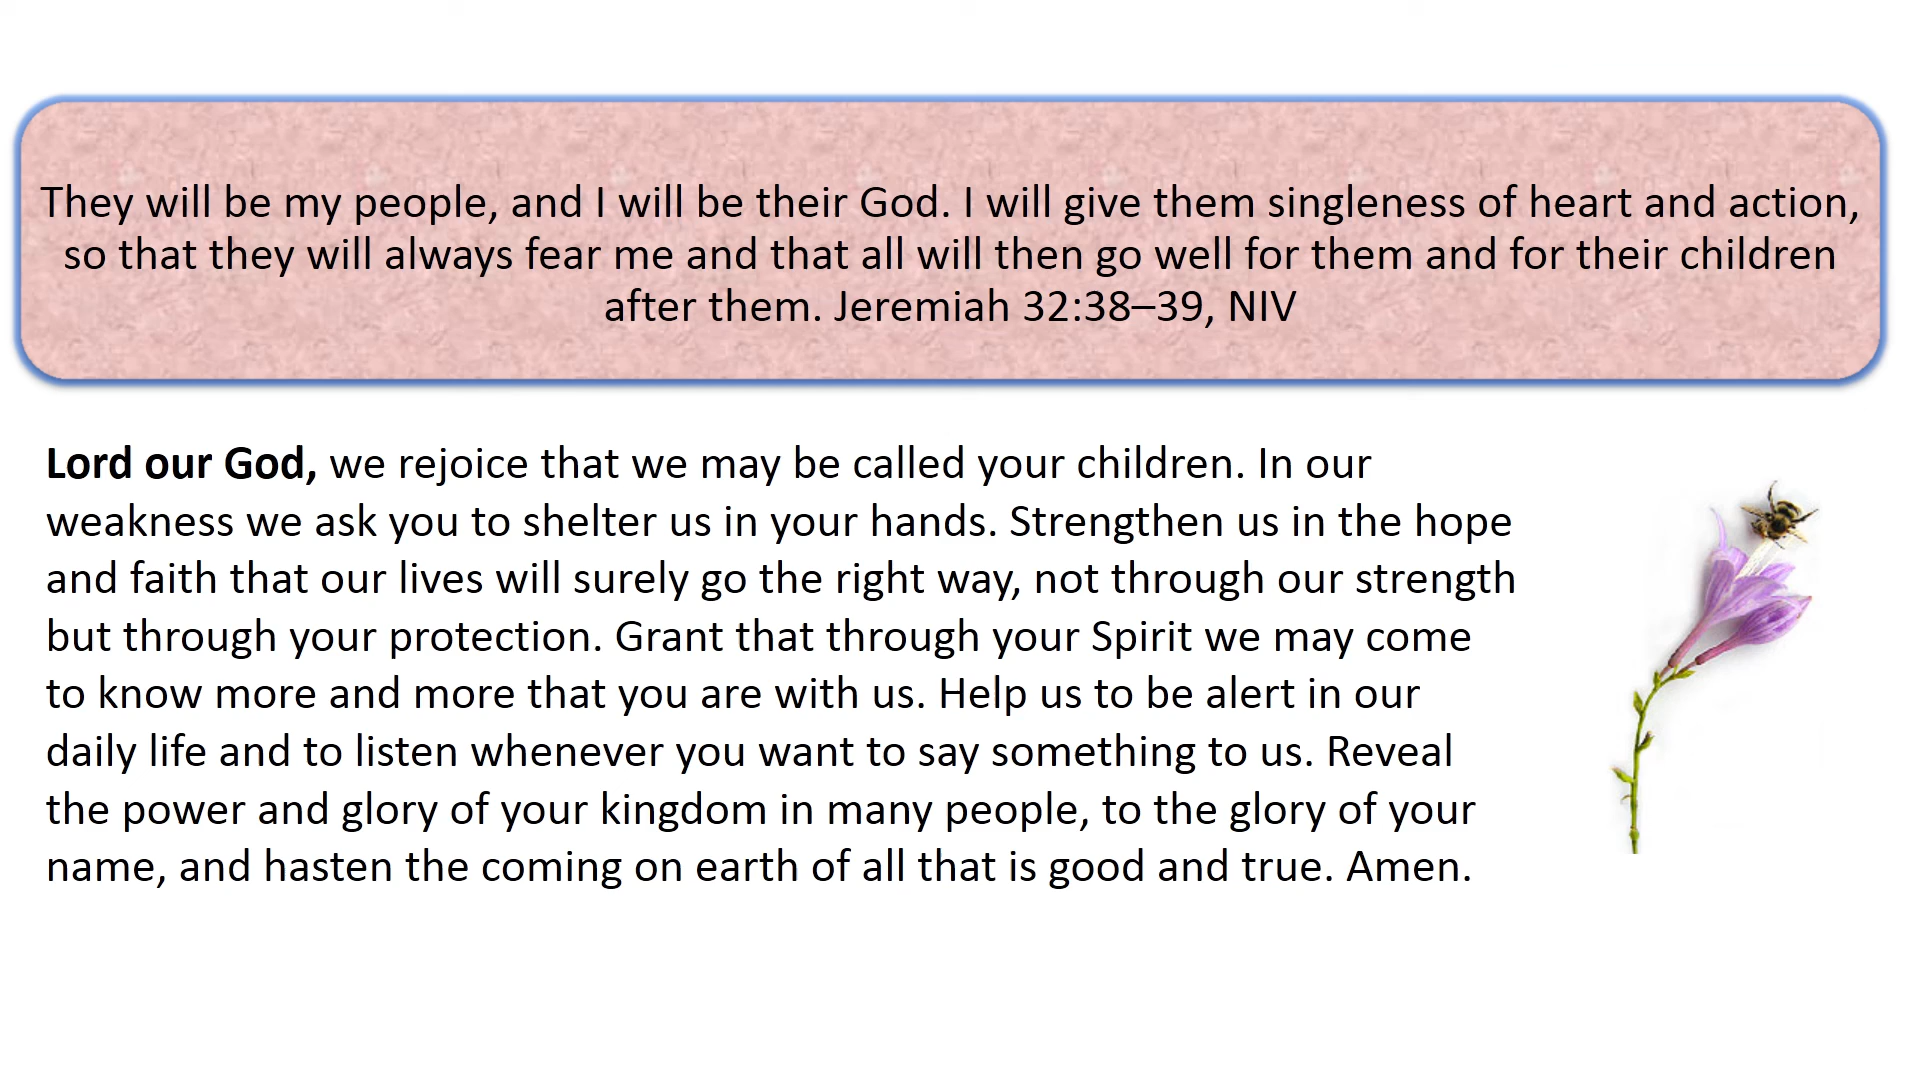 They will be my people, and I will be their God. I will give them singleness of heart and action,
so that they will always fear me and that all will then go well for them and for their children
after them. Jeremiah 32:38–39, NIV
Lord our God, we rejoice that we may be called your children. In our
weakness we ask you to shelter us in your hands. Strengthen us in the hope
and faith that our lives will surely go the right way, not through our strength
but through your protection. Grant that through your Spirit we may come
to know more and more that you are with us. Help us to be alert in our
daily life and to listen whenever you want to say something to us. Reveal
the power and glory of your kingdom in many people, to the glory of your
name, and hasten the coming on earth of all that is good and true. Amen.